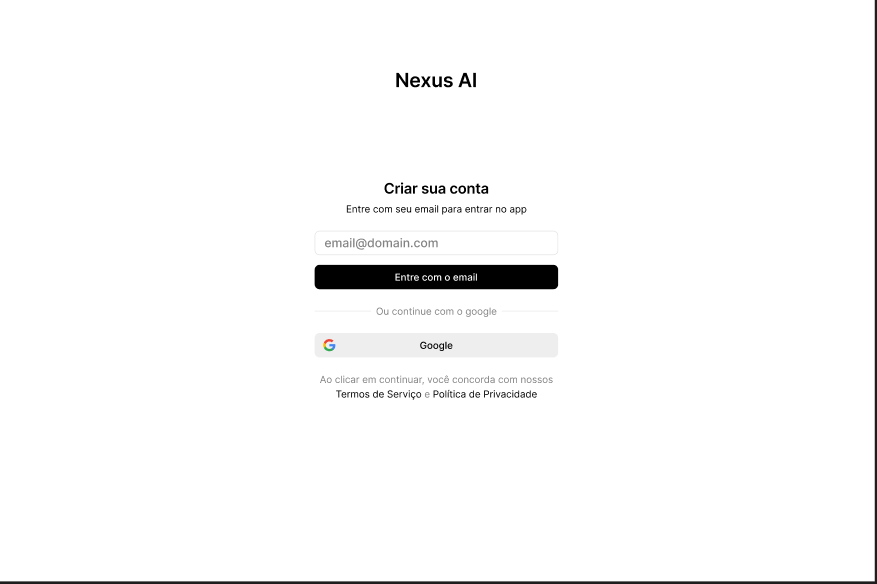 Nexus AI
Criar sua conta
Entre com seu email para entrar no app
email@domain.com
Entre com o email
Ou continue com o google
Google
Ao clicar em continuar, você concorda com nossos
Termos de Serviço e Política de Privacidade